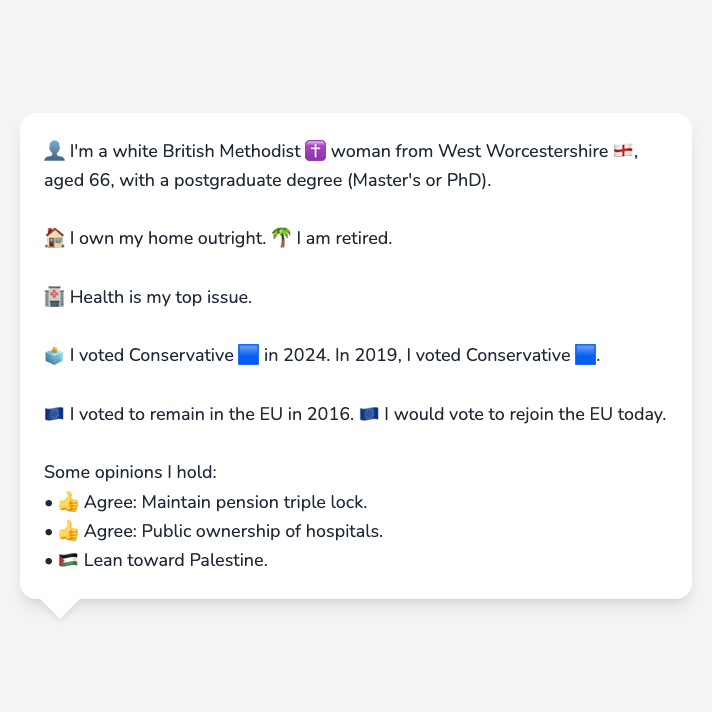 👤 I'm a white British Methodist ✝️ woman from West Worcestershire 🏴󠁧󠁢󠁥󠁮󠁧󠁿,
aged 66, with a postgraduate degree (Master's or PhD).
🏠 I own my home outright. 🌴 I am retired.
🏥 Health is my top issue.
🗳️ I voted Conservative 🟦 in 2024. In 2019, I voted Conservative 🟦.
🇪🇺 I voted to remain in the EU in 2016. 🇪🇺 I would vote to rejoin the EU today.
Some opinions I hold:
• 👍 Agree: Maintain pension triple lock.
• 👍 Agree: Public ownership of hospitals.
• 🇵🇸 Lean toward Palestine.